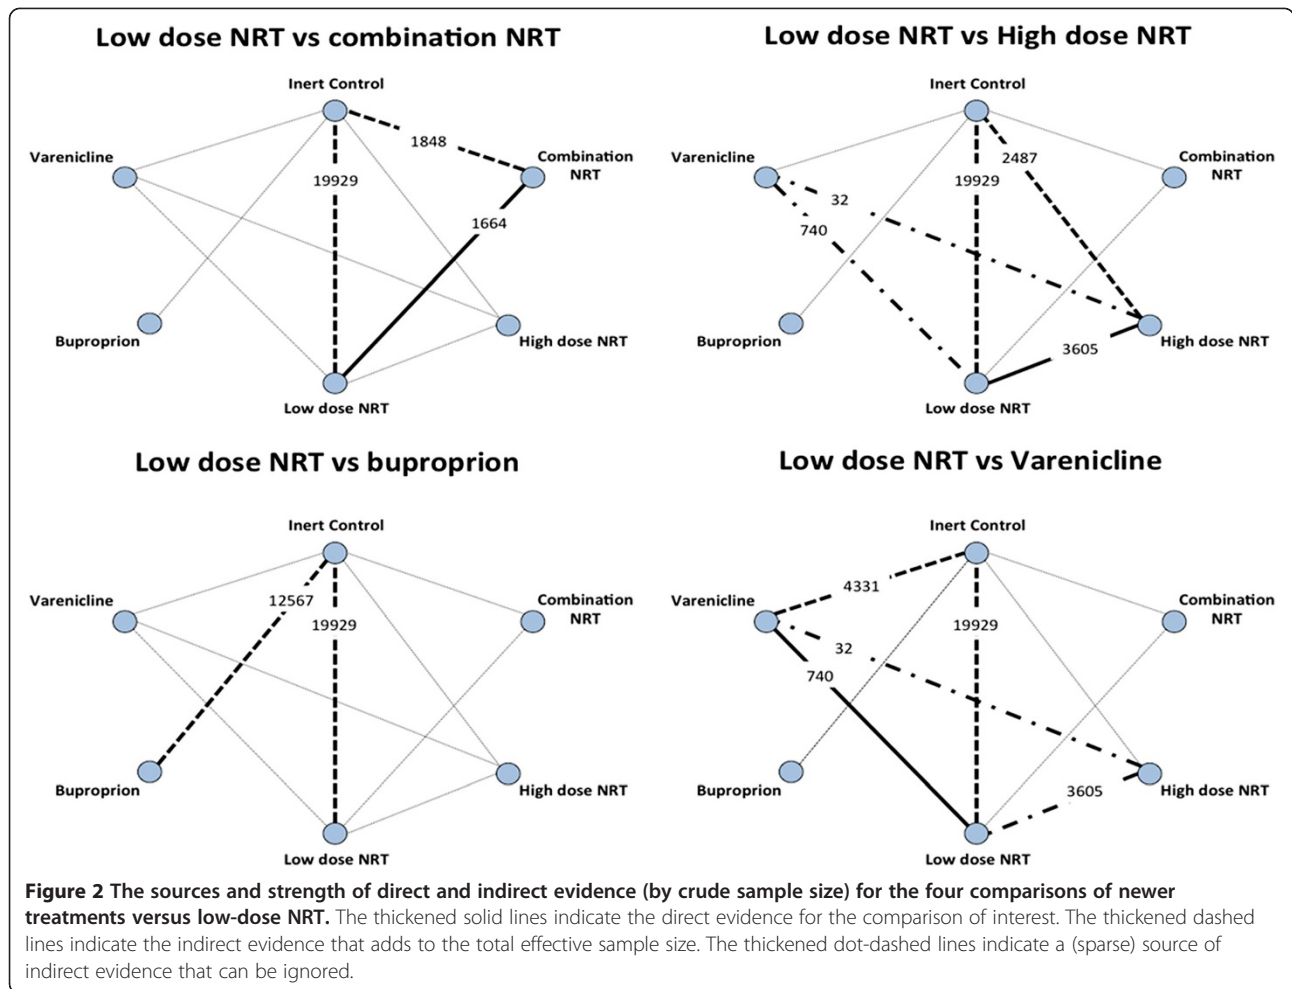 Low dose NRT vs combination NRT
Inert Control
1848
Varenicline
Combination
NRT
19929
1664
Buproprion
High dose NRT
Low dose NRT
Low dose NRT vs High dose NRT
Inert Control
2487
Varenicline
Combination
NRT
19929
32
740
Buproprion
High dose NRT
3605
Low dose NRT
Low dose NRT vs buproprion
Inert Control
12567
Varenicline
Combination
NRT
19929
Buproprion
High dose NRT
Low dose NRT
Low dose NRT vs Varenicline
Inert Control
4331
Varenicline
Combination
NRT
19929
32
740
Buproprion
High dose NRT
3605
Low dose NRT
Figure 2 The sources and strength of direct and indirect evidence (by crude sample size) for the four comparisons of newer
treatments versus low-dose NRT. The thickened solid lines indicate the direct evidence for the comparison of interest. The thickened dashed
lines indicate the indirect evidence that adds to the total effective sample size. The thickened dot-dashed lines indicate a (sparse) source of
indirect evidence that can be ignored.